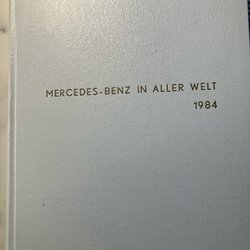 MERCEDES-BENZ IN ALLER WELT
1984